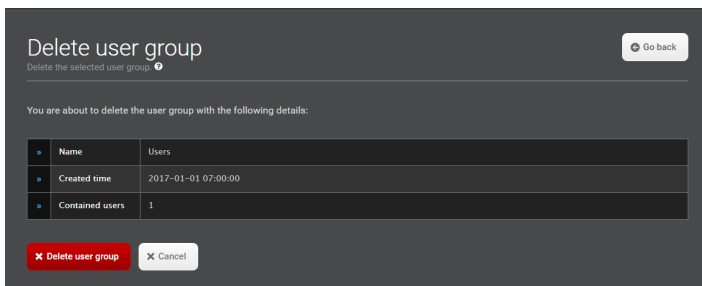 Delete user group
Go back
Delete the selected user group. ?
You are about to delete the user group with the following details:
» Name Users
» Created time 2017-01-01 07:00:00
» Contained users 1
Delete user group
Cancel